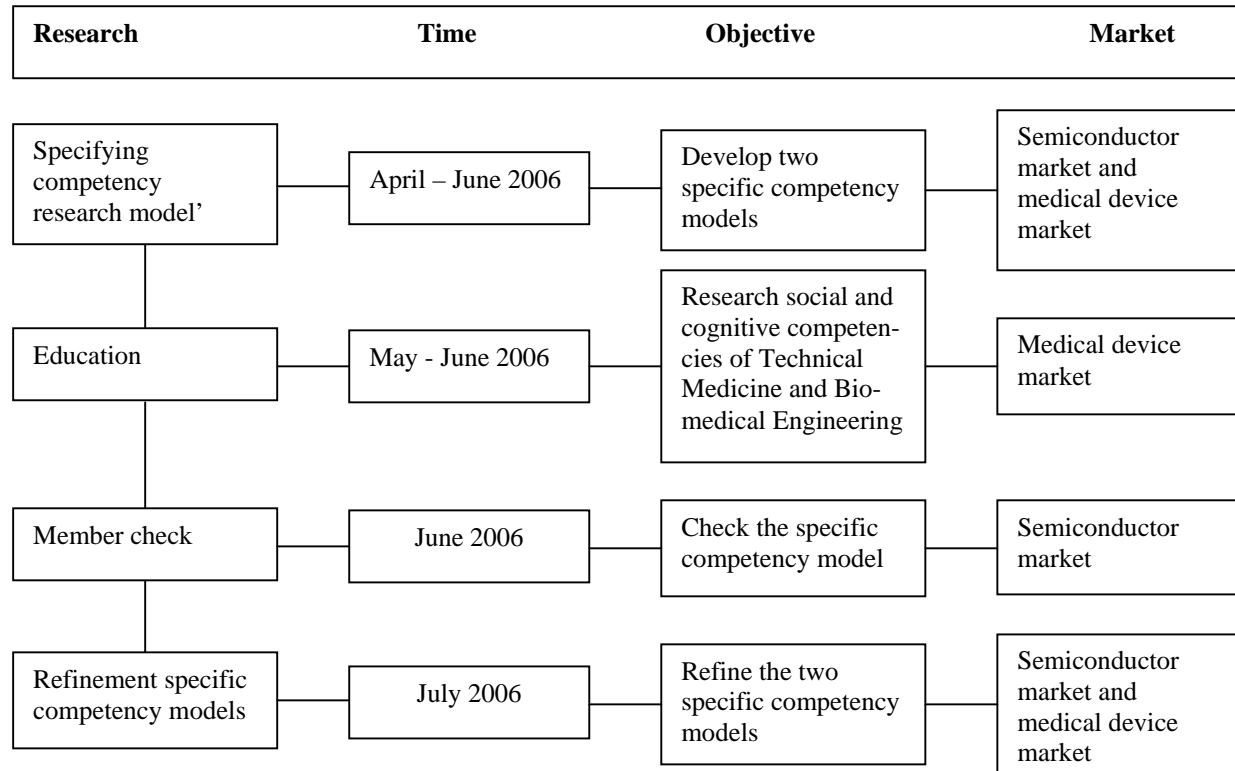 Research Time Objective Market
Specifying
competency
research model’
April – June 2006
Develop two
specific competency
models
Semiconductor
market and
medical device
market
Education
May - June 2006
Research social and
cognitive competen-
cies of Technical
Medicine and Bio-
medical Engineering
Medical device
market
Member check
June 2006
Check the specific
competency model
Semiconductor
market
Refinement specific
competency models
July 2006
Refine the two
specific competency
models
Semiconductor
market and
medical device
market